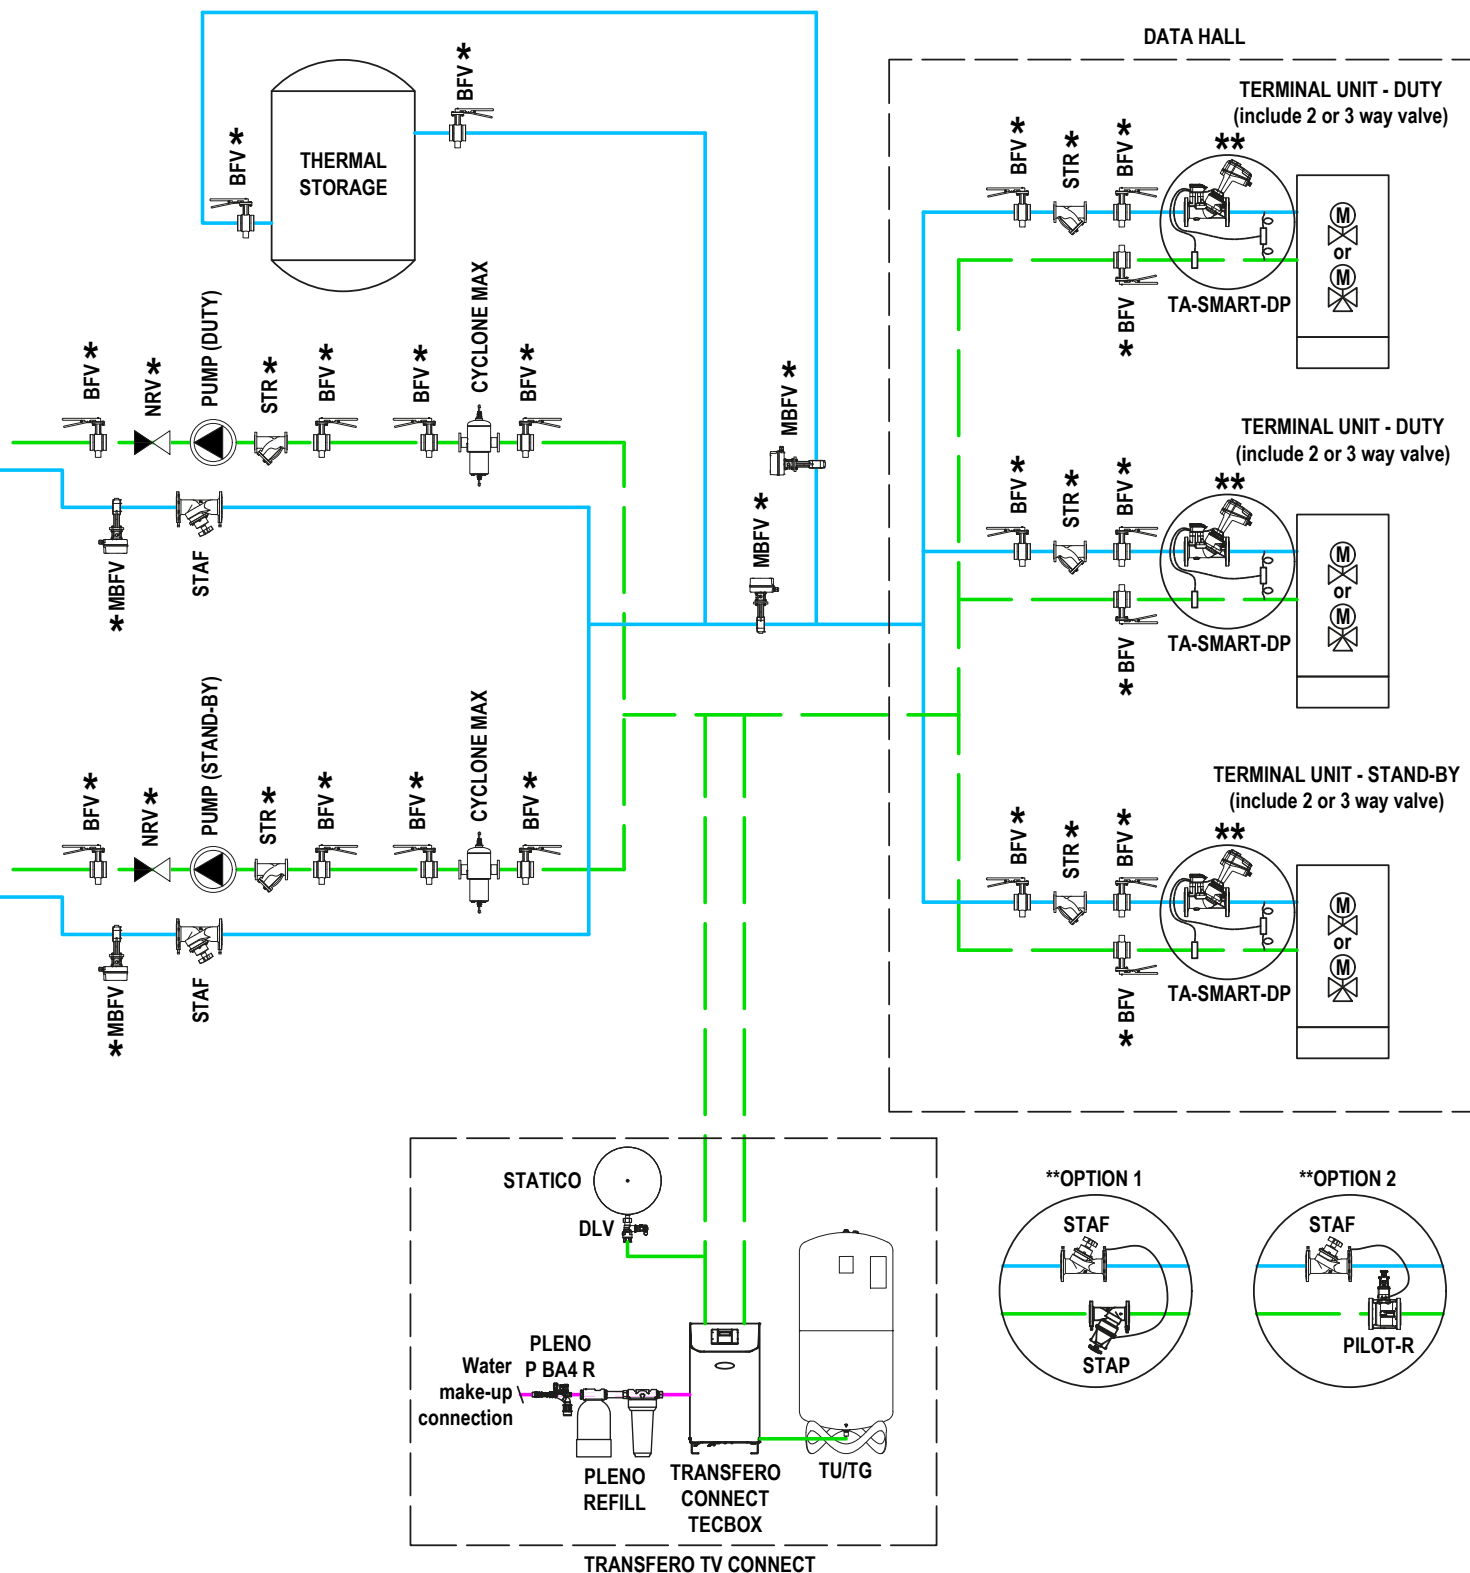 DATA HALL
BFV *
BFV *
THERMAL
STORAGE
TERMINAL UNIT - DUTY
(include 2 or 3 way valve)
BFV *
STR *
BFV *
**
M
or
M
TA-SMART-DP
* BFV
BFV *
NRV *
PUMP (DUTY)
STR *
BFV *
BFV *
CYCLONE MAX
BFV *
MBFV *
* MBFV
STAF
MBFV *
TERMINAL UNIT - DUTY
(include 2 or 3 way valve)
BFV *
STR *
BFV *
**
M
or
M
TA-SMART-DP
* BFV
BFV *
NRV *
PUMP (STAND-BY)
STR *
BFV *
BFV *
CYCLONE MAX
BFV *
* MBFV
STAF
TERMINAL UNIT - STAND-BY
(include 2 or 3 way valve)
BFV *
STR *
BFV *
**
M
or
M
TA-SMART-DP
* BFV
STATICO
DLV
PLENO
P BA4 R
Water
make-up
connection
PLENO
REFILL
TRANSFERO
CONNECT
TECBOX
TU/TG
TRANSFERO TV CONNECT
**OPTION 1
STAF
STAP
**OPTION 2
STAF
PILOT-R